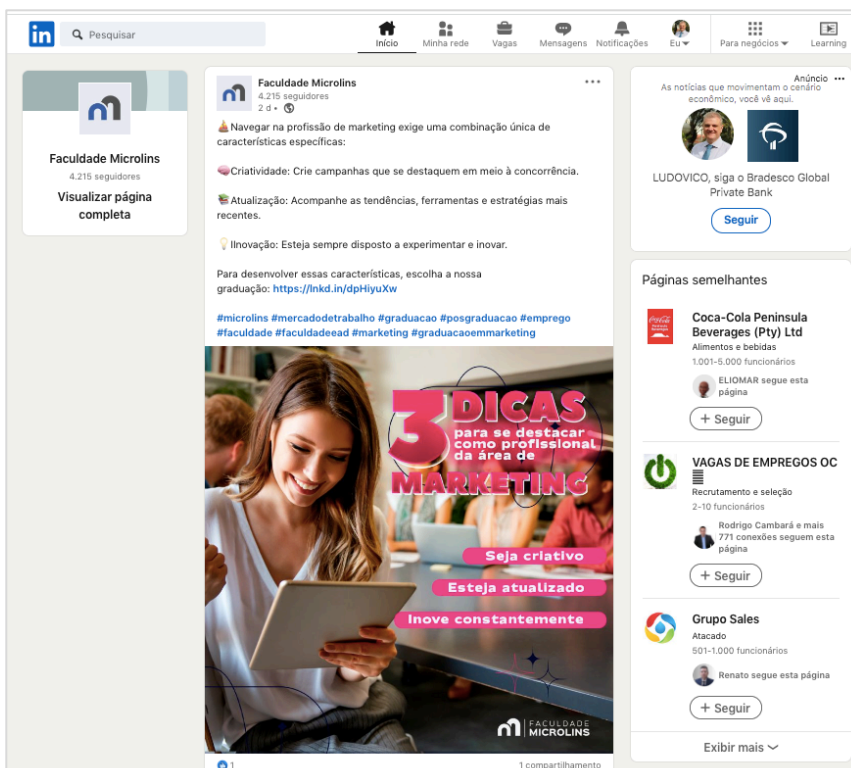 in
Pesquisar
Início
Minha rede
Vagas
Mensagens
Notificações
Eu
Para negócios
Learning
Faculdade Microlins
4.215 seguidores
Visualizar página
completa
Faculdade Microlins
4.215 seguidores
2 d •
Navegar na profissão de marketing exige uma combinação única de
características específicas:
Criatividade: Crie campanhas que se destaquem em meio à concorrência.
Atualização: Acompanhe as tendências, ferramentas e estratégias mais
recentes.
IInovação: Esteja sempre disposto a experimentar e inovar.
Para desenvolver essas características, escolha a nossa
graduação: https://lnkd.in/dpHiyuXw
#microlins #mercadodetrabalho #graduacao #posgraduacao #emprego
#faculdade #faculdadeead #marketing #graduacaoemmarketing
3 DICAS
para se destacar
como profissional
da área de
MARKETING
Seja criativo
Esteja atualizado
Inove constantemente
FACULDADE
MICROLINS
1
1 compartilhamento
Anúncio
As notícias que movimentam o cenário
econômico, você vê aqui.
LUDOVICO, siga o Bradesco Global
Private Bank
Seguir
Páginas semelhantes
Coca-Cola
Coca-Cola Peninsula
Beverages (Pty) Ltd
Alimentos e bebidas
1.001-5.000 funcionários
ELIOMAR segue esta
página
+ Seguir
VAGAS DE EMPREGOS OC
Recrutamento e seleção
2-10 funcionários
Rodrigo Cambará e mais
771 conexões seguem esta
página
+ Seguir
Grupo Sales
Atacado
501-1.000 funcionários
Renato segue esta página
+ Seguir
Exibir mais